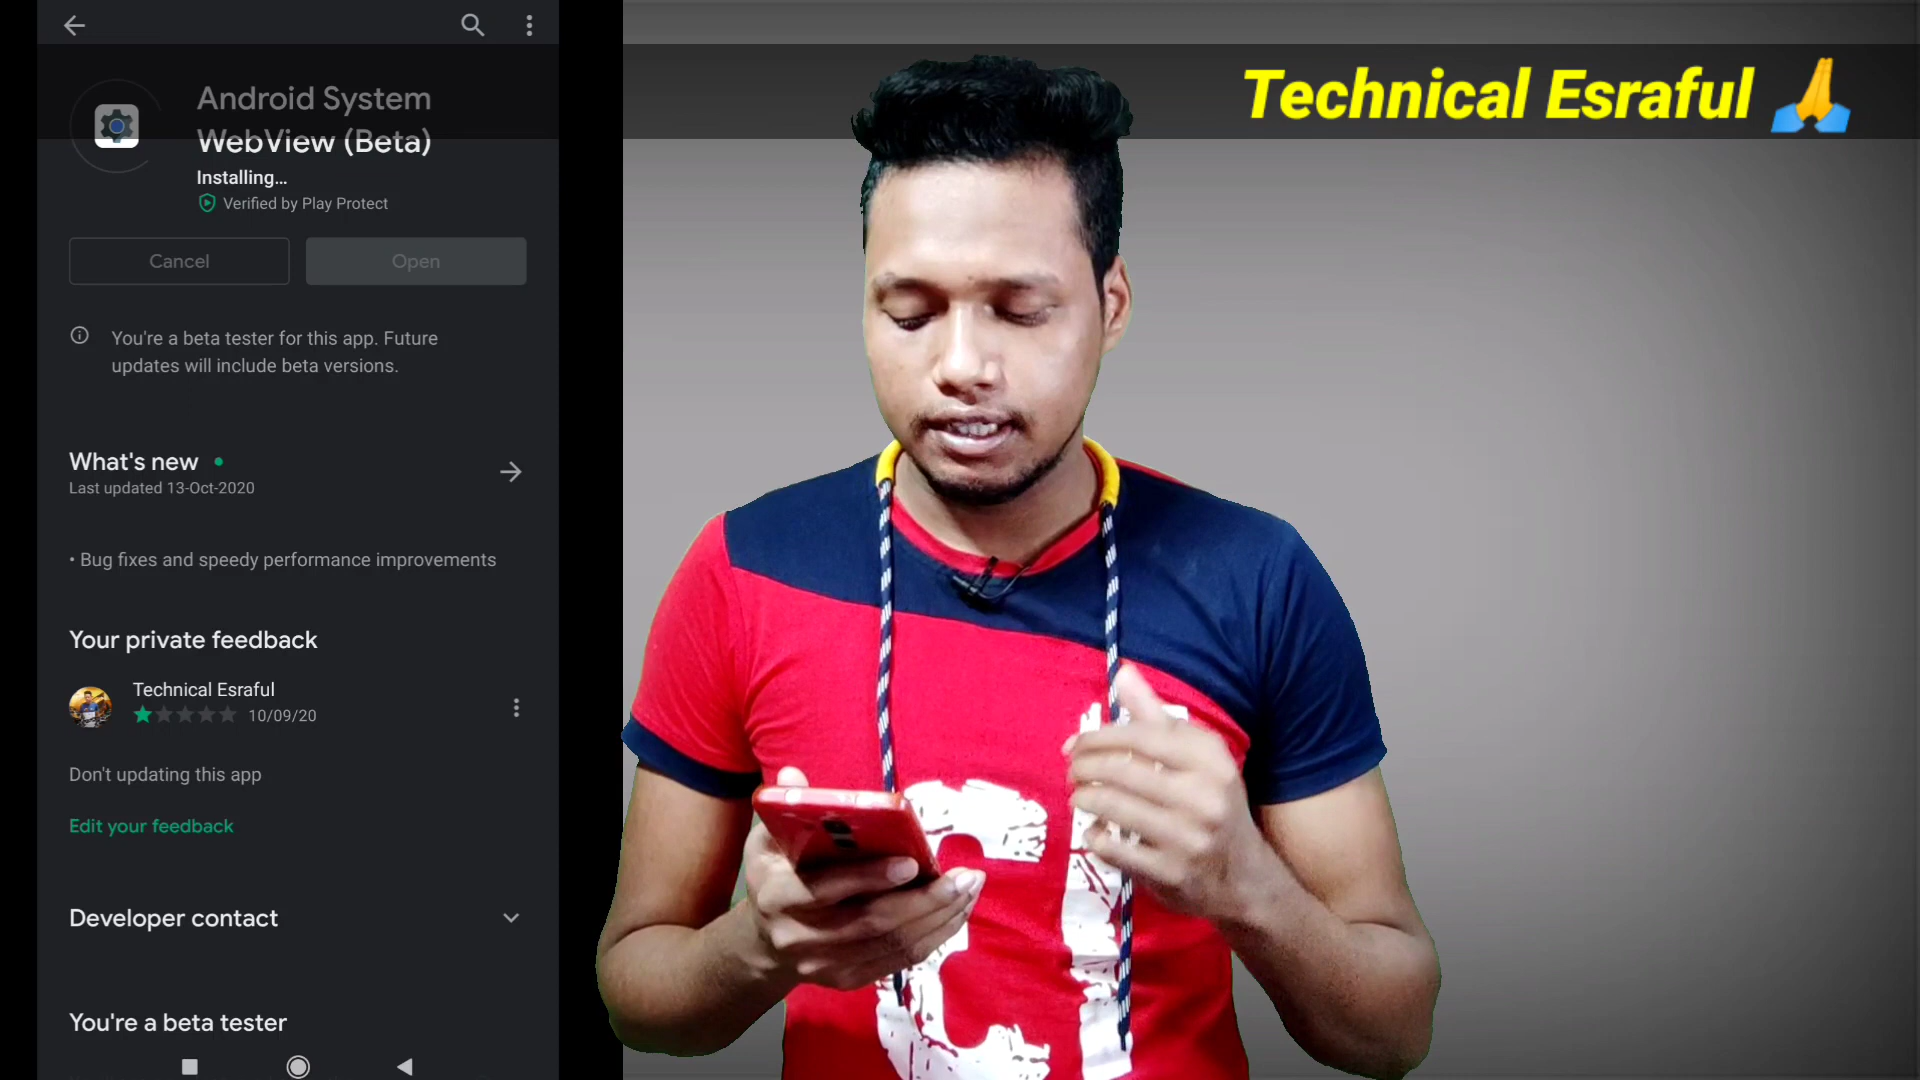 Android System
WebView (Beta)
Installing...
Verified by Play Protect
Cancel
Open
You're a beta tester for this app. Future
updates will include beta versions.
What's new
Last updated 13-Oct-2020
• Bug fixes and speedy performance improvements
Your private feedback
Technical Esraful
10/09/20
Don't updating this app
Edit your feedback
Developer contact
You're a beta tester
Technical Esraful 🙏